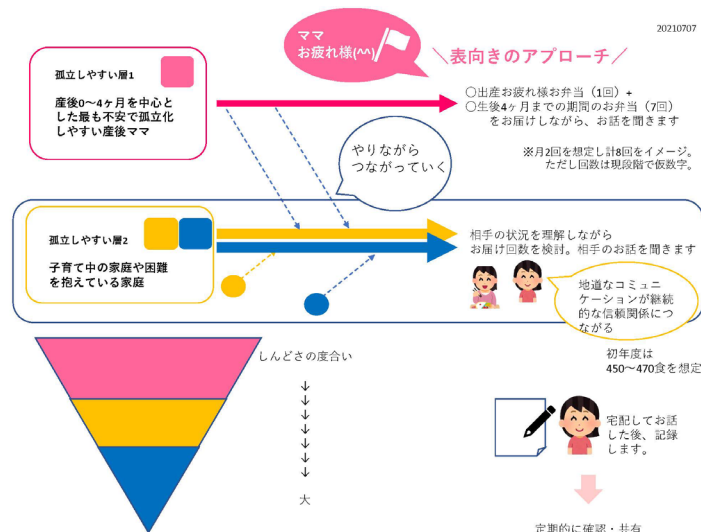 20210707
ママ
お疲れ様(^^)
＼表向きのアプローチ／
孤立しやすい層1
産後0～4ヶ月を中心と
した最も不安で孤立化
しやすい産後ママ
〇出産お疲れ様お弁当（1回）+
〇生後4ヶ月までの期間のお弁当（7回）
をお届けしながら、お話を聞きます
※月2回を想定し計8回をイメージ。
ただし回数は現段階で仮数字。
やりながら
つながっていく
孤立しやすい層2
子育て中の家庭や困難
を抱えている家庭
相手の状況を理解しながら
お届け回数を検討。相手のお話を聞きます
地道なコミュニ
ケーションが継続
的な信頼関係につ
ながる
初年度は
450～470食を想定
しんどさの度合い
↓
↓
↓
↓
↓
↓
↓
大
宅配してお話
した後、記録
します。
定期的に確認・共有